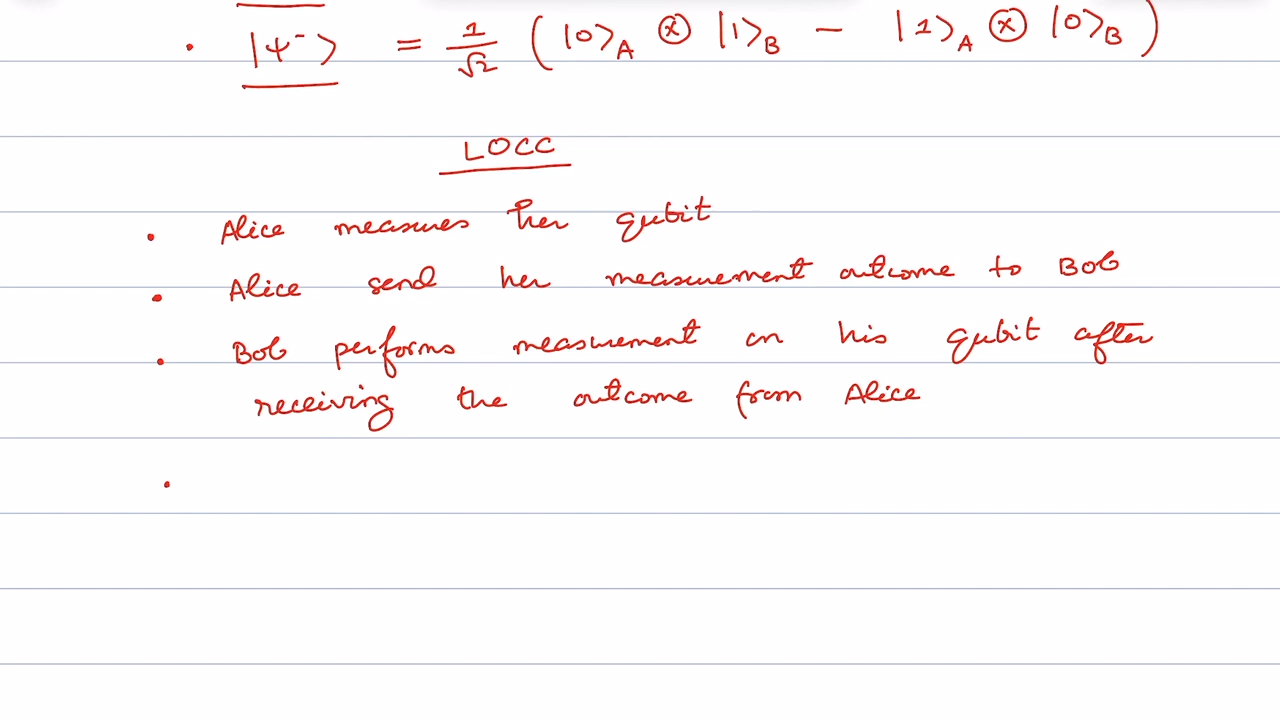 • |ψ⁻⟩ = 1/√2 ( |0⟩_A ⊗ |1⟩_B − |1⟩_A ⊗ |0⟩_B )
LOCC
• Alice measures her qubit
• Alice send her measurement outcome to Bob
• Bob performs measurement on his qubit after
receiving the outcome from Alice
•